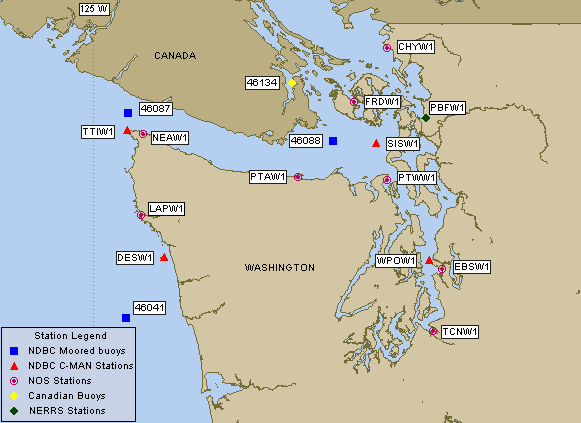 125 W
CANADA
CHYW1
46134
FRDW1
46087
PBFW1
TTIW1
NEAW1
46088
SISW1
PTAW1
PTWW1
LAPW1
DESW1
WASHINGTON
WPOW1
EBSW1
46041
TCNW1
Station Legend
NDBC Moored buoys
NDBC C-MAN Stations
NOS Stations
Canadian Buoys
NERRS Stations